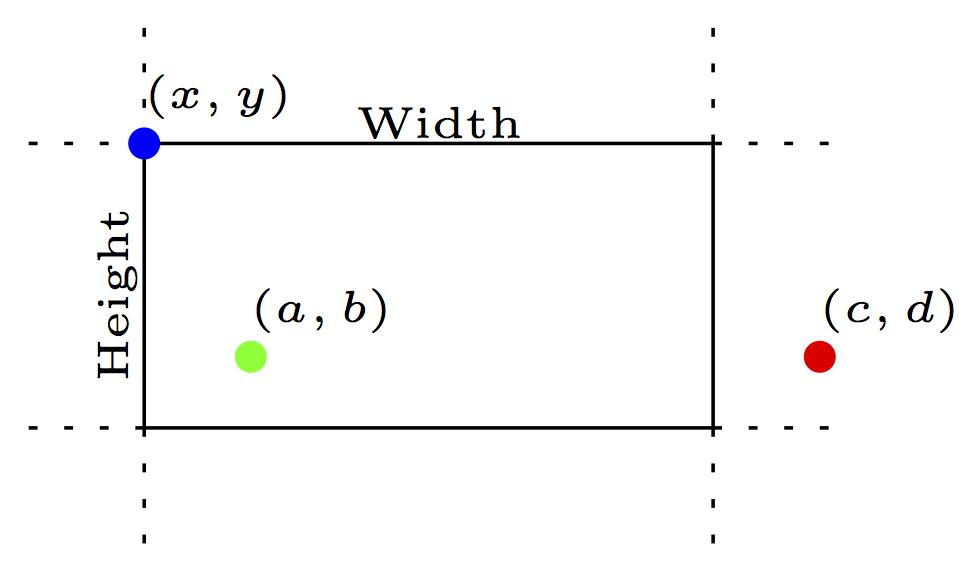 (x, y)
Width
Height
(a, b)
(c, d)